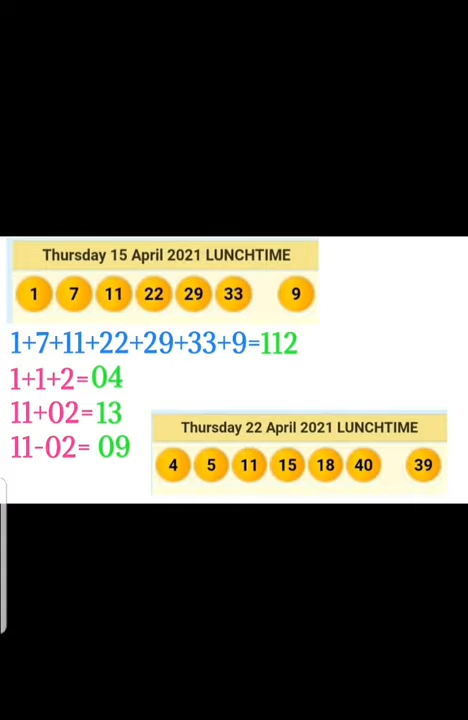 Thursday 15 April 2021 LUNCHTIME
1 7 11 22 29 33 9
1+7+11+22+29+33+9=112
1+1+2=04
11+02=13
11-02= 09
Thursday 22 April 2021 LUNCHTIME
4 5 11 15 18 40 39